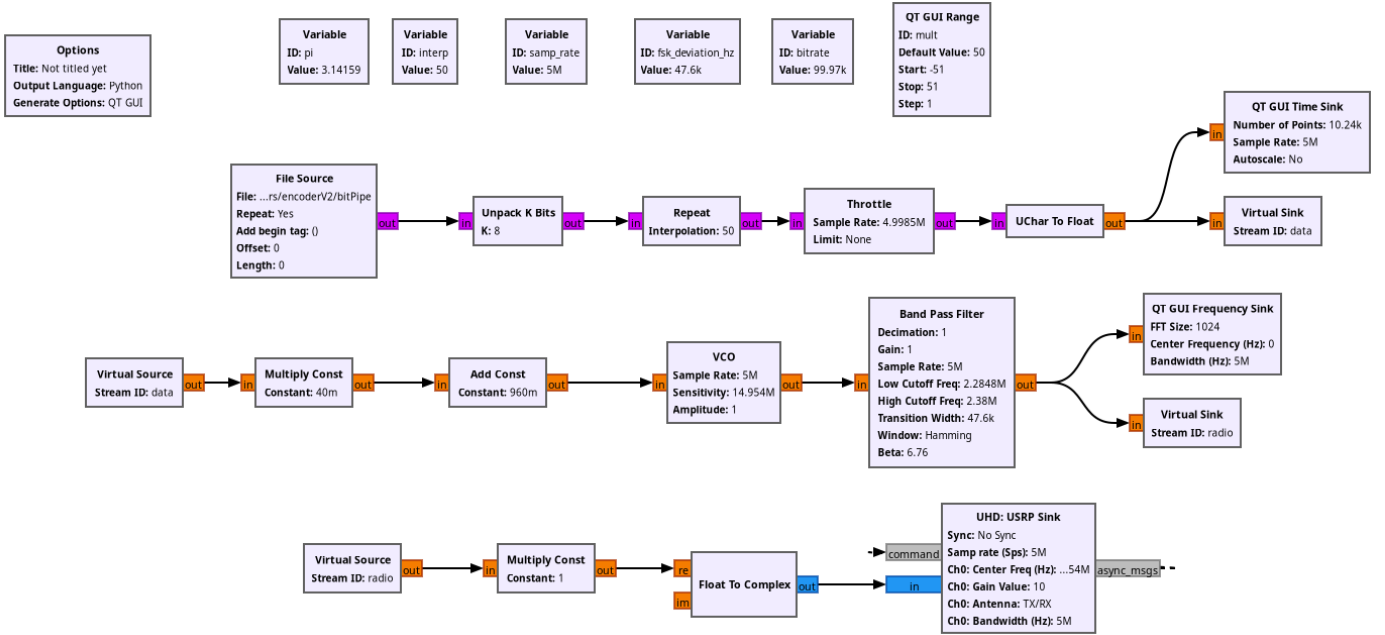 Options
Title: Not titled yet
Output Language: Python
Generate Options: QT GUI
Variable
ID: pi
Value: 3.14159
Variable
ID: interp
Value: 50
Variable
ID: samp_rate
Value: 5M
Variable
ID: fsk_deviation_hz
Value: 47.6k
Variable
ID: bitrate
Value: 99.97k
QT GUI Range
ID: mult
Default Value: 50
Start: -51
Stop: 51
Step: 1
File Source
File: ...rs/encoderV2/bitPipe
Repeat: Yes
Add begin tag: ()
Offset: 0
Length: 0
out
in
Unpack K Bits
K: 8
out
in
Repeat
Interpolation: 50
out
in
Throttle
Sample Rate: 4.9985M
Limit: None
out
in
UChar To Float
out
in
QT GUI Time Sink
Number of Points: 10.24k
Sample Rate: 5M
Autoscale: No
in
Virtual Sink
Stream ID: data
Virtual Source
Stream ID: data
out
in
Multiply Const
Constant: 40m
out
in
Add Const
Constant: 960m
out
in
VCO
Sample Rate: 5M
Sensitivity: 14.954M
Amplitude: 1
out
in
Band Pass Filter
Decimation: 1
Gain: 1
Sample Rate: 5M
Low Cutoff Freq: 2.2848M
High Cutoff Freq: 2.38M
Transition Width: 47.6k
Window: Hamming
Beta: 6.76
out
in
QT GUI Frequency Sink
FFT Size: 1024
Center Frequency (Hz): 0
Bandwidth (Hz): 5M
in
Virtual Sink
Stream ID: radio
Virtual Source
Stream ID: radio
out
in
Multiply Const
Constant: 1
out
re
im
Float To Complex
out
command
in
UHD: USRP Sink
Sync: No Sync
Samp rate (Sps): 5M
Ch0: Center Freq (Hz): ...54M
Ch0: Gain Value: 10
Ch0: Antenna: TX/RX
Ch0: Bandwidth (Hz): 5M
async_msgs